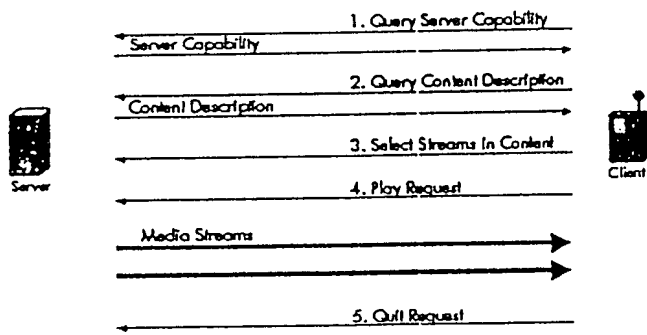 1. Query Server Capability
Server Capability
2. Query Content Description
Content Description
3. Select Streams in Content
Server
Client
4. Play Request
Media Streams
5. Quit Request